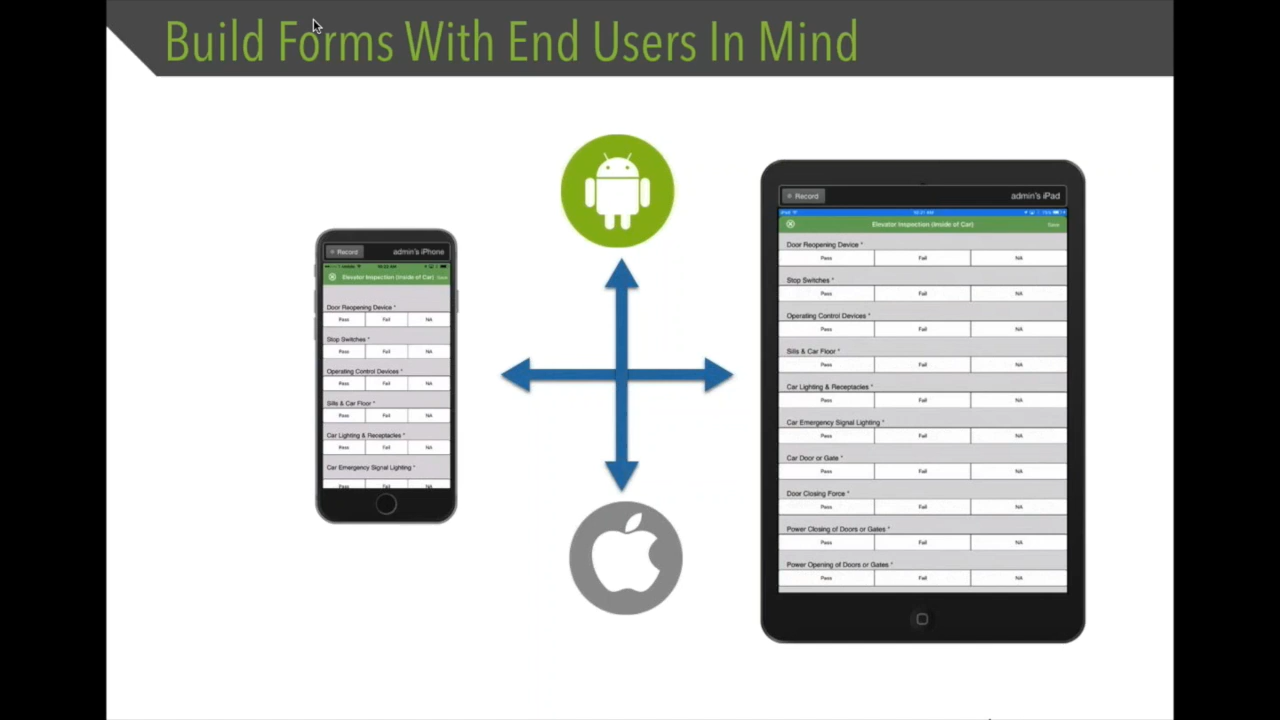 Build Forms With End Users In Mind
Record admin's iPhone
Elevator Inspection (Inside of Car) Save
Door Reopening Device *
Pass Fail NA
Stop Switches *
Pass Fail NA
Operating Control Devices *
Pass Fail NA
Sills & Car Floor *
Pass Fail NA
Car Lighting & Receptacles *
Pass Fail NA
Car Emergency Signal Lighting *
Pass Fail NA
Record admin's iPad
iPad
Elevator Inspection (Inside of Car) Save
Door Reopening Device *
Pass Fail NA
Stop Switches *
Pass Fail NA
Operating Control Devices *
Pass Fail NA
Sills & Car Floor *
Pass Fail NA
Car Lighting & Receptacles *
Pass Fail NA
Car Emergency Signal Lighting *
Pass Fail NA
Car Door or Gate *
Pass Fail NA
Door Closing Force *
Pass Fail NA
Power Closing of Doors or Gates *
Pass Fail NA
Power Opening of Doors or Gates *
Pass Fail NA